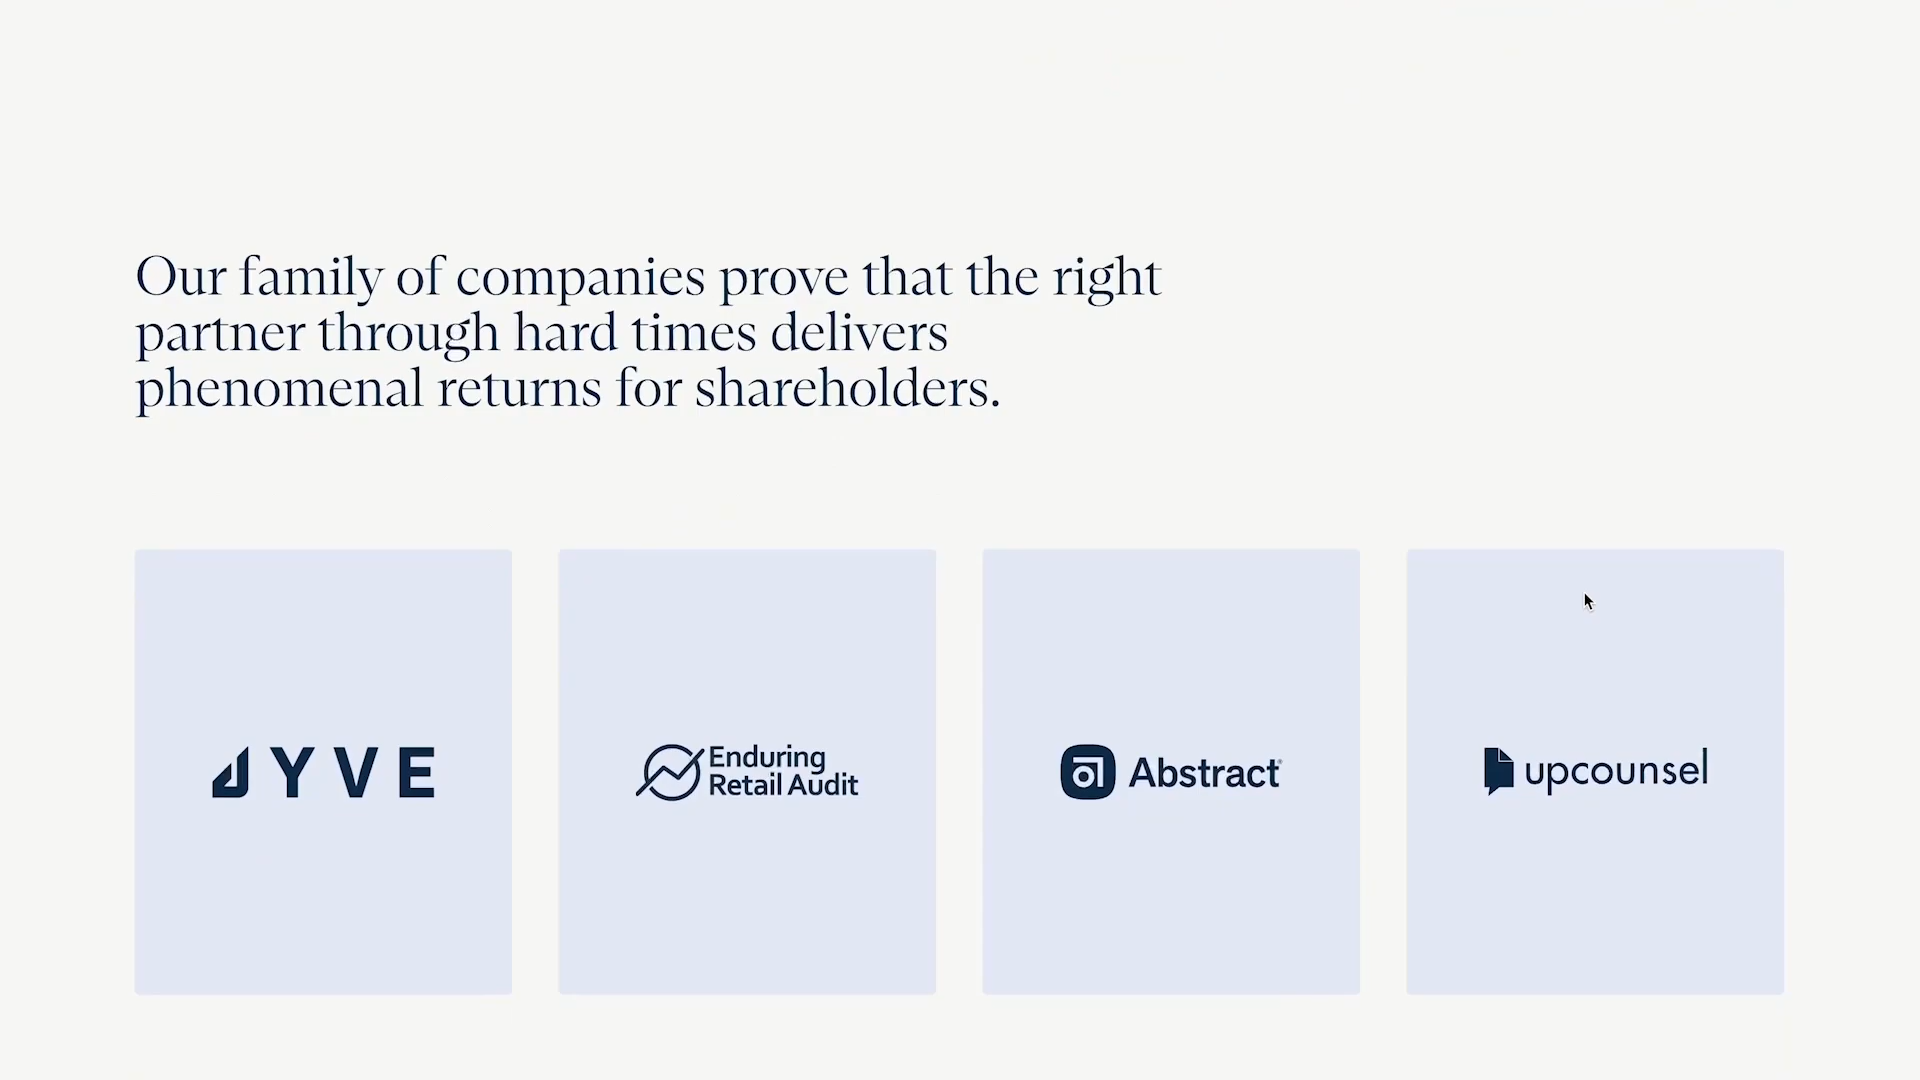 Our family of companies prove that the right
partner through hard times delivers
phenomenal returns for shareholders.
JYVE
Enduring
Retail Audit
Abstract
upcounsel